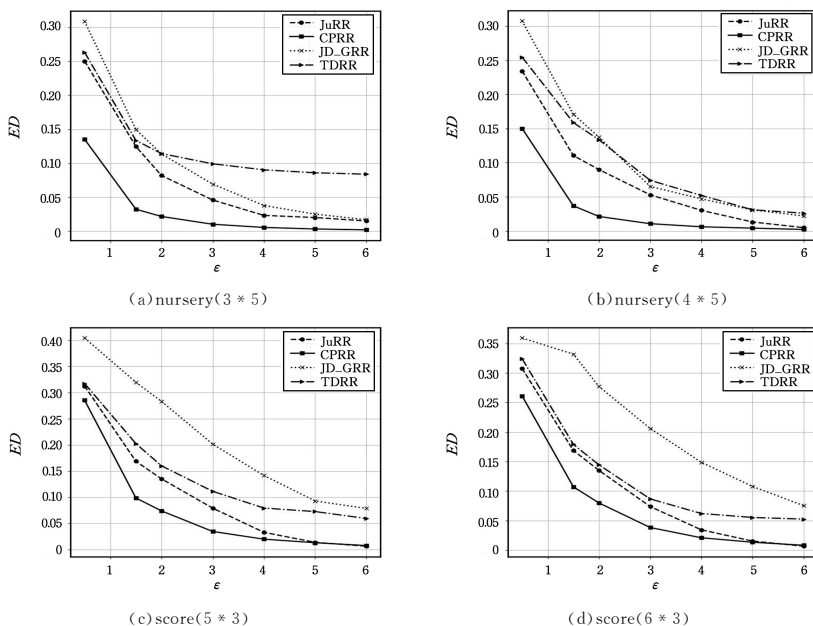 0.30
0.25
0.20
0.15
0.10
0.05
0
ED
1 2 3 4 5 6
ε
JuRR
CPRR
JD_GRR
TDRR
(a)nursery(3 * 5)
0.30
0.25
0.20
0.15
0.10
0.05
0
ED
1 2 3 4 5 6
ε
JuRR
CPRR
JD_GRR
TDRR
(b)nursery(4 * 5)
0.40
0.35
0.30
0.25
0.20
0.15
0.10
0.05
0
ED
1 2 3 4 5 6
ε
JuRR
CPRR
JD_GRR
TDRR
(c)score(5 * 3)
0.35
0.30
0.25
0.20
0.15
0.10
0.05
0
ED
1 2 3 4 5 6
ε
JuRR
CPRR
JD_GRR
TDRR
(d)score(6 * 3)